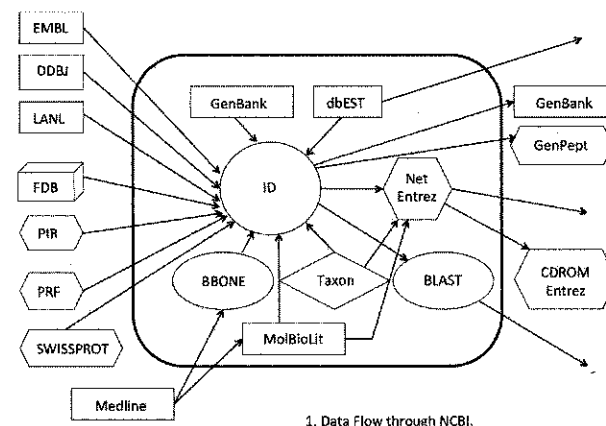 EMBL
DDBJ
LANL
FDB
PIR
PRF
SWISSPROT
Medline
GenBank
dbEST
ID
Net
Entrez
BBONE
Taxon
BLAST
MolBioLit
GenBank
GenPept
CDROM
Entrez
1. Data Flow through NCBI.